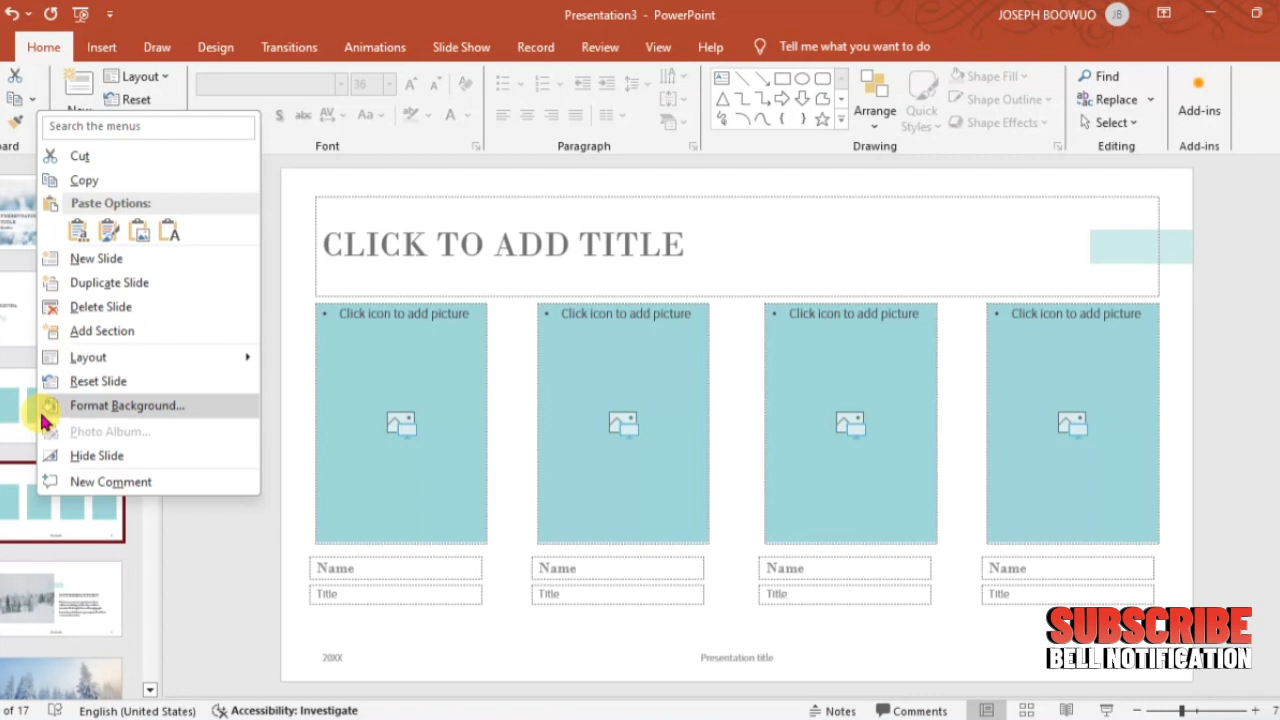 Presentation3 - PowerPoint
JOSEPH BOOWUO JB
Home Insert Draw Design Transitions Animations Slide Show Record Review View Help Tell me what you want to do
Layout
Reset
36
Aa
Font
Paragraph
Arrange
Quick
Styles
Shape Fill
Shape Outline
Shape Effects
Drawing
Find
Replace
Select
Editing
Add-ins
Add-ins
Search the menus
Cut
Copy
Paste Options:
New Slide
Duplicate Slide
Delete Slide
Add Section
Layout
Reset Slide
Format Background...
Photo Album...
Hide Slide
New Comment
CLICK TO ADD TITLE
• Click icon to add picture • Click icon to add picture • Click icon to add picture • Click icon to add picture
Name Name Name Name
Title Title Title Title
20XX Presentation title
SUBSCRIBE
BELL NOTIFICATION
of 17 English (United States) Accessibility: Investigate Notes Comments